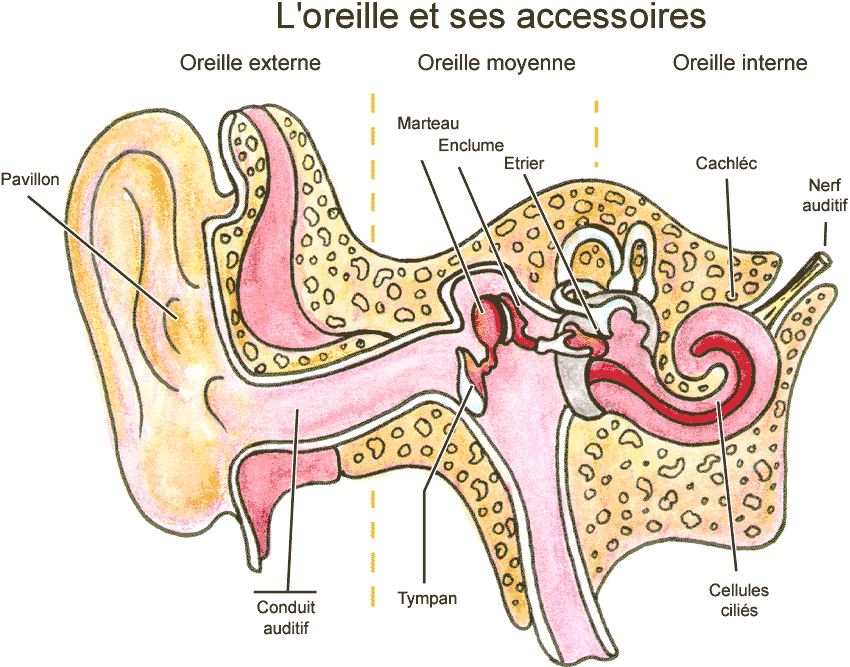 L'oreille et ses accessoires
Oreille externe
Oreille moyenne
Oreille interne
Marteau
Enclume
Etrier
Cachléc
Nerf
auditif
Pavillon
Conduit
auditif
Tympan
Cellules
ciliés